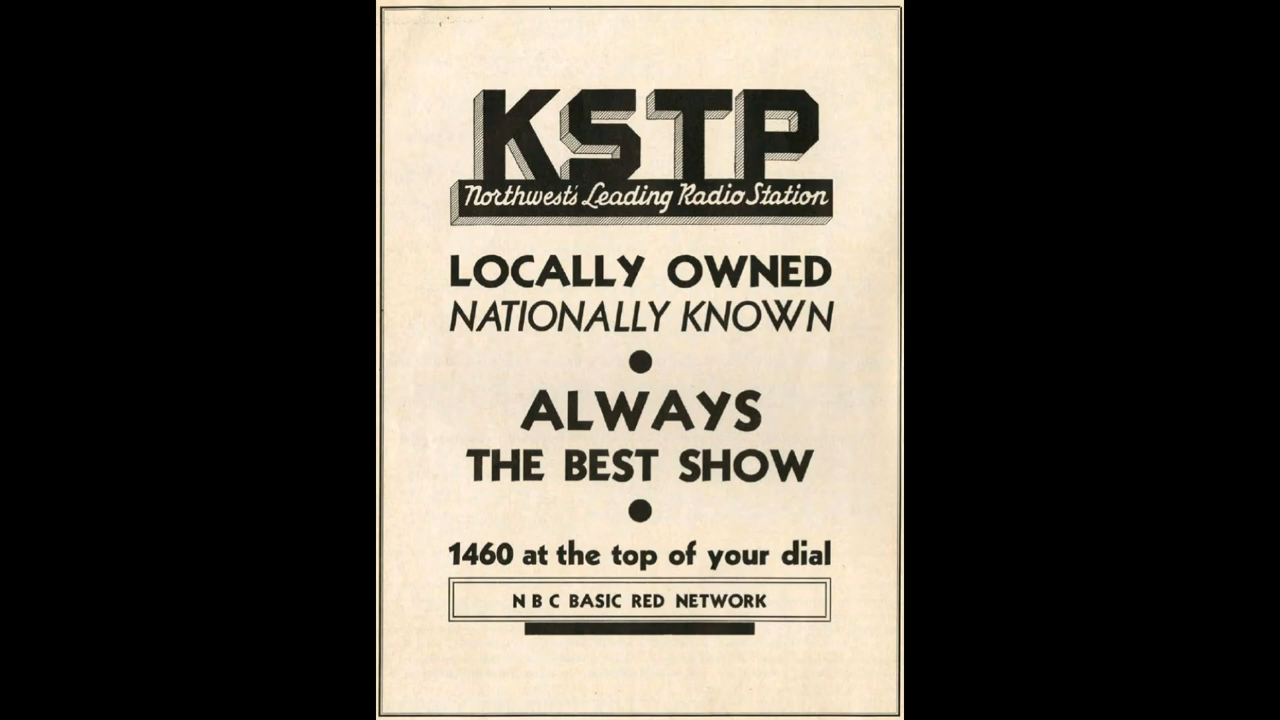 KSTP
Northwest's Leading Radio Station
LOCALLY OWNED
NATIONALLY KNOWN
ALWAYS
THE BEST SHOW
1460 at the top of your dial
N B C BASIC RED NETWORK